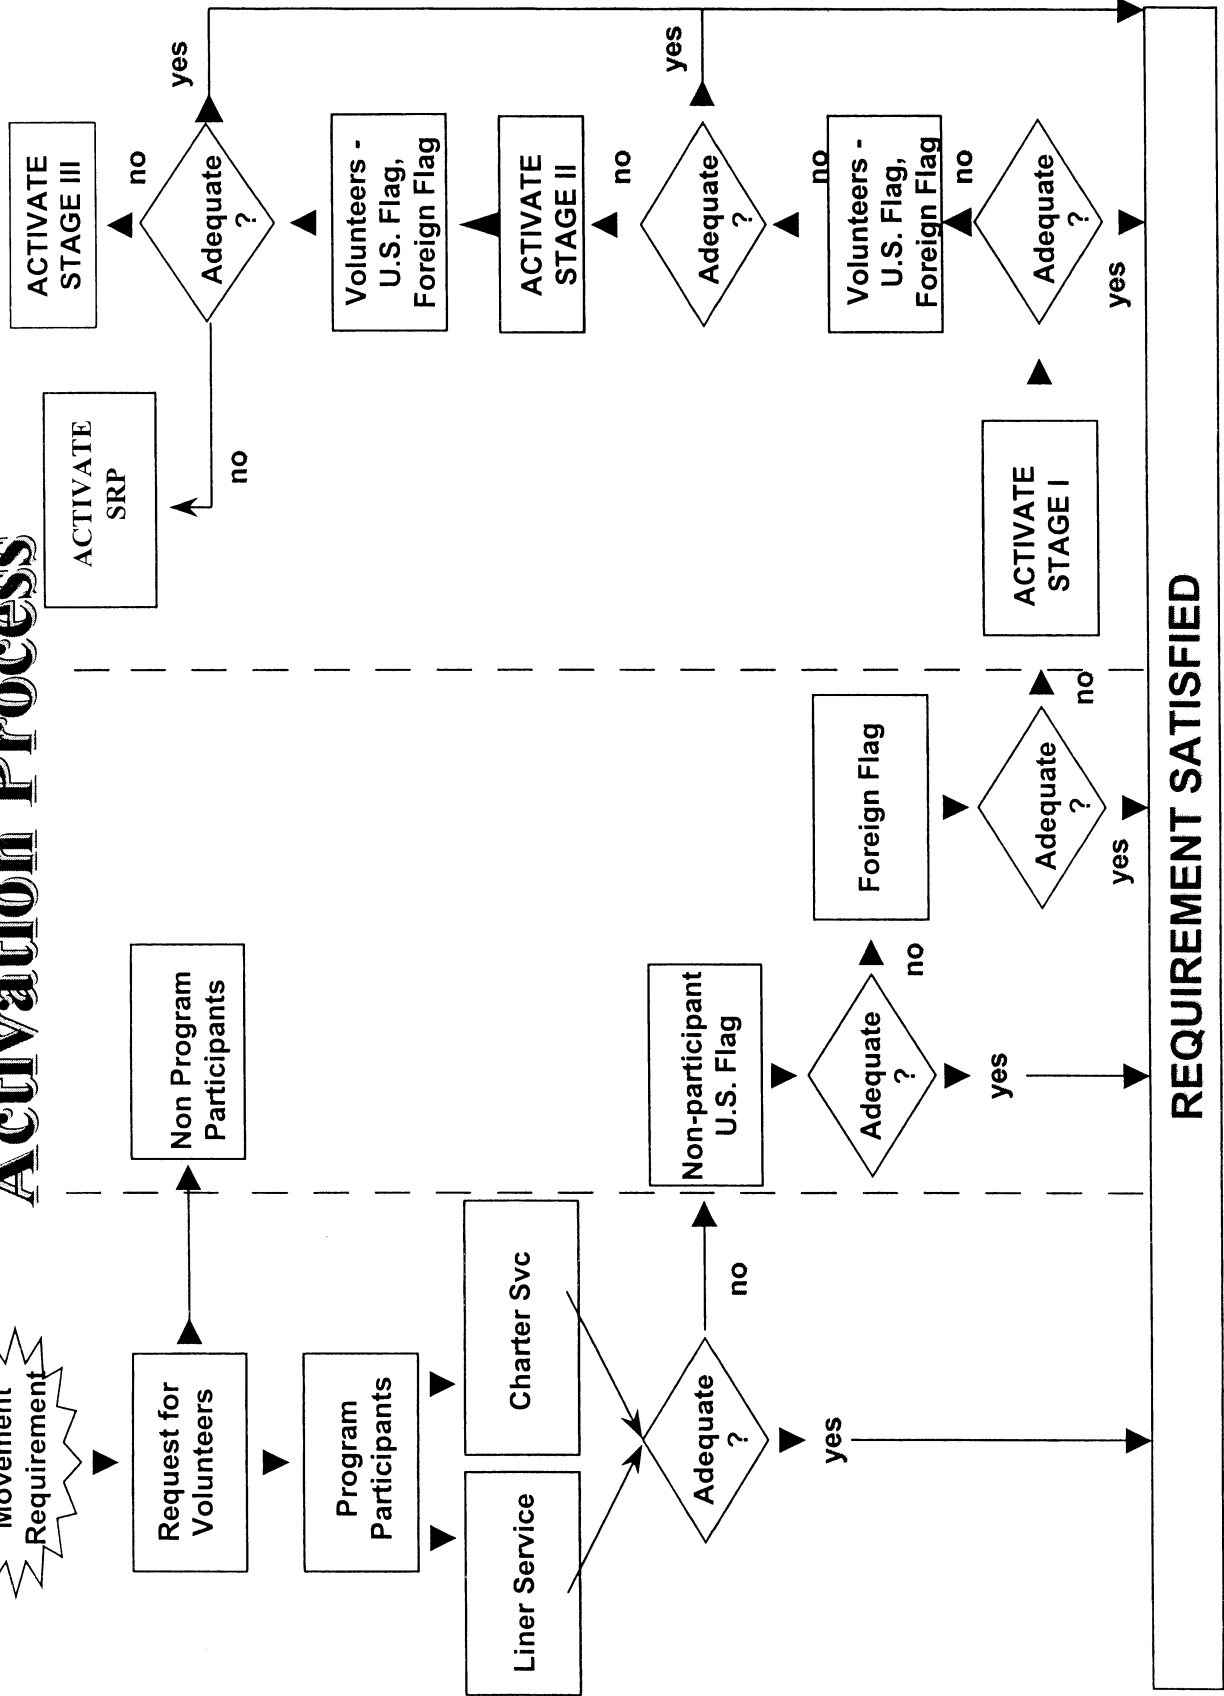 Activation Process
Movement
Requirement
Request for
Volunteers
Non Program
Participants
Program
Participants
Liner Service
Charter Svc
Adequate
?
no
yes
Non-participant
U.S. Flag
Adequate
?
no
yes
Foreign Flag
Adequate
?
no
yes
ACTIVATE
STAGE I
Adequate
?
yes
no
Volunteers -
U.S. Flag,
Foreign Flag
no
Adequate
?
yes
no
ACTIVATE
STAGE II
Volunteers -
U.S. Flag,
Foreign Flag
Adequate
?
yes
no
no
ACTIVATE
SRP
ACTIVATE
STAGE III
REQUIREMENT SATISFIED